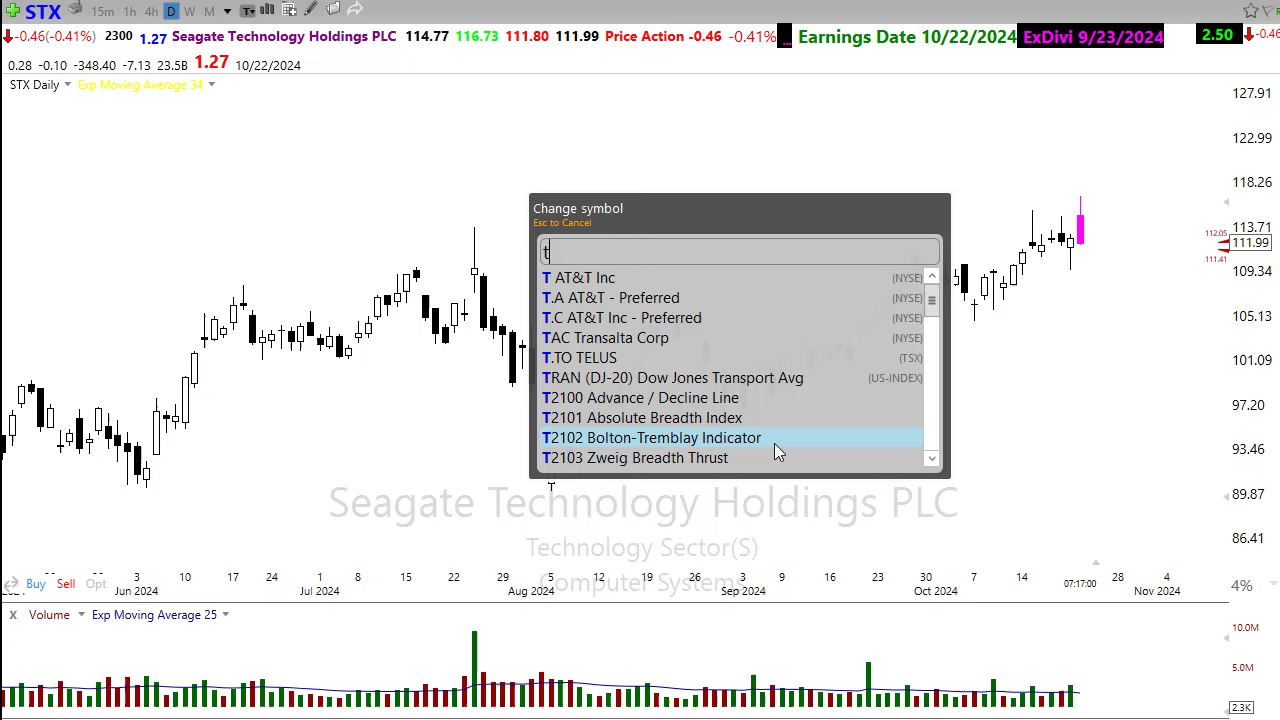 STX 15m 1h 4h D W M T
-0.46(-0.41%) 2300 1.27 Seagate Technology Holdings PLC 114.77 116.73 111.80 111.99 Price Action -0.46 -0.41% ... Earnings Date 10/22/2024 ExDivi 9/23/2024 2.50 -0.46
0.28 -0.10 -348.40 -7.13 23.5B 1.27 10/22/2024
STX Daily Exp Moving Average 34
127.91
122.99
118.26
113.71
112.05
111.99
111.41
109.34
105.13
101.09
97.20
93.46
89.87
86.41
Change symbol
Esc to Cancel
t
T AT&T Inc (NYSE)
T.A AT&T - Preferred (NYSE)
T.C AT&T Inc - Preferred (NYSE)
TAC Transalta Corp (NYSE)
T.TO TELUS (TSX)
TRAN (DJ-20) Dow Jones Transport Avg (US-INDEX)
T2100 Advance / Decline Line
T2101 Absolute Breadth Index
T2102 Bolton-Tremblay Indicator
T2103 Zweig Breadth Thrust
Seagate Technology Holdings PLC
Technology Sector(S)
Computer Systems
Buy Sell Opt
3 10 17 24 1 8 15 22 29 5 12 19 26 3 9 16 23 30 7 14 07:17:00 28 4 4%
Jun 2024 Jul 2024 Aug 2024 Sep 2024 Oct 2024 Nov 2024
X Volume Exp Moving Average 25
10.0M
5.0M
2.3K